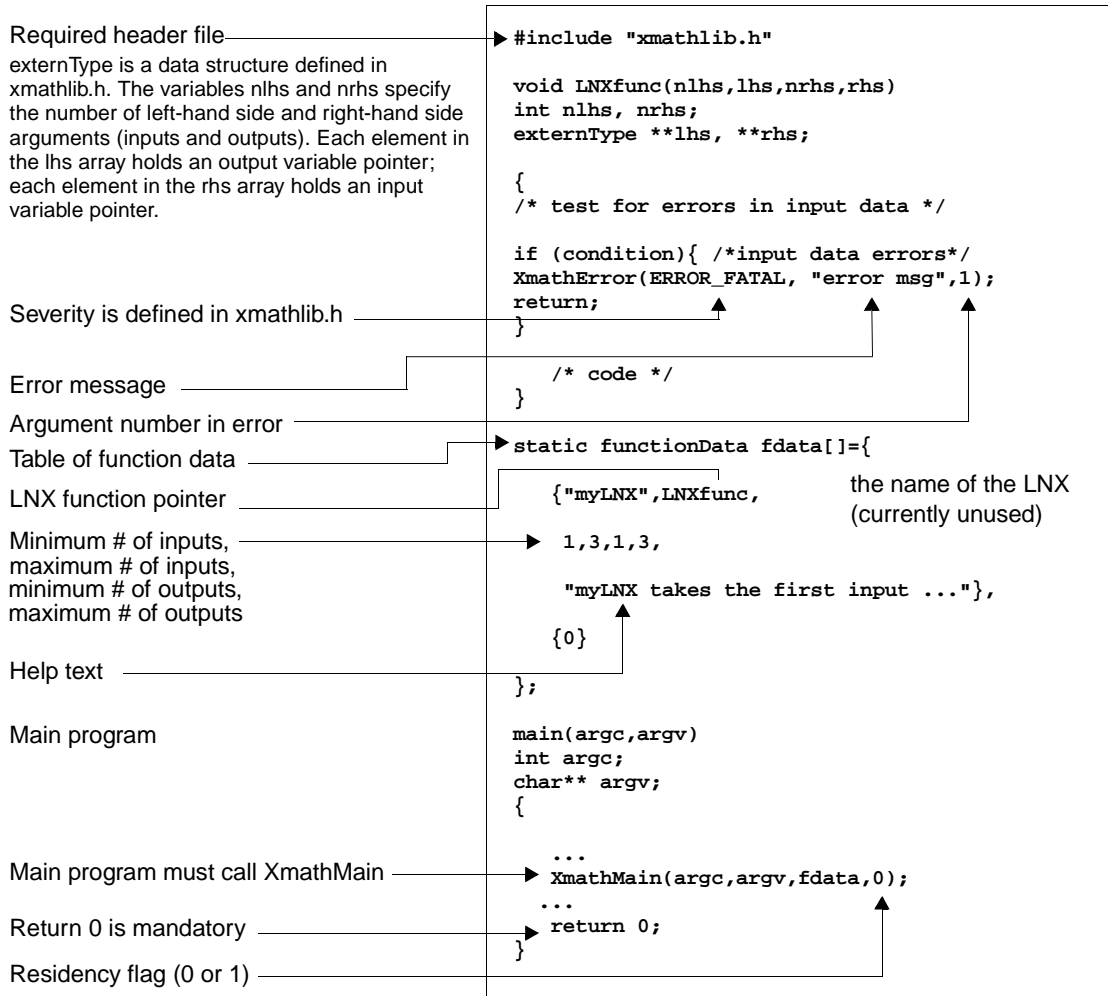 Required header file
externType is a data structure defined in
xmathlib.h. The variables nlhs and nrhs specify
the number of left-hand side and right-hand side
arguments (inputs and outputs). Each element in
the lhs array holds an output variable pointer;
each element in the rhs array holds an input
variable pointer.
Severity is defined in xmathlib.h
Error message
Argument number in error
Table of function data
LNX function pointer
Minimum # of inputs,
maximum # of inputs,
minimum # of outputs,
maximum # of outputs
Help text
Main program
Main program must call XmathMain
Return 0 is mandatory
Residency flag (0 or 1)
#include "xmathlib.h"
void LNXfunc(nlhs,lhs,nrhs,rhs)
int nlhs, nrhs;
externType **lhs, **rhs;
{
/* test for errors in input data */
if (condition){ /*input data errors*/
XmathError(ERROR_FATAL, "error msg",1);
return;
}
/* code */
}
static functionData fdata[]={
{"myLNX",LNXfunc,
the name of the LNX
(currently unused)
1,3,1,3,
"myLNX takes the first input ..."},
{0}
};
main(argc,argv)
int argc;
char** argv;
{
...
XmathMain(argc,argv,fdata,0);
...
return 0;
}